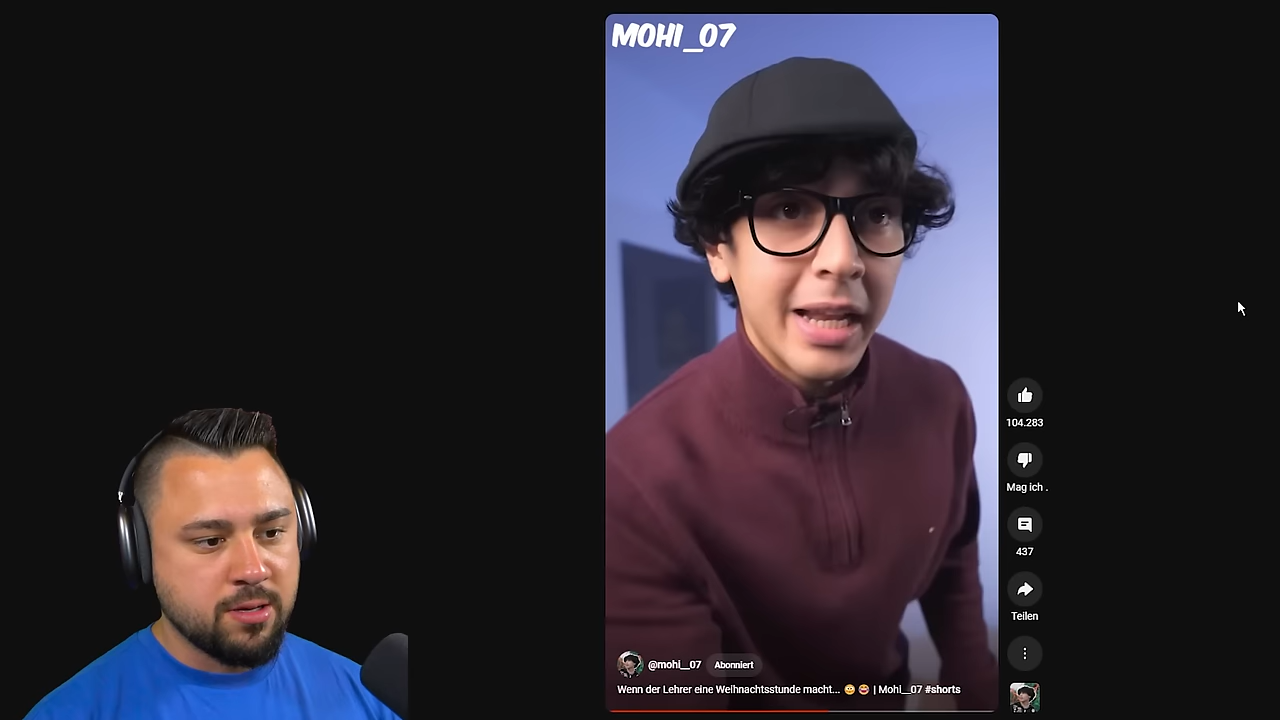 MOHI_07
104.283
Mag ich .
437
Teilen
@mohi__07 Abonniert
Wenn der Lehrer eine Weihnachtsstunde macht... 😬 😂 | Mohi__07 #shorts